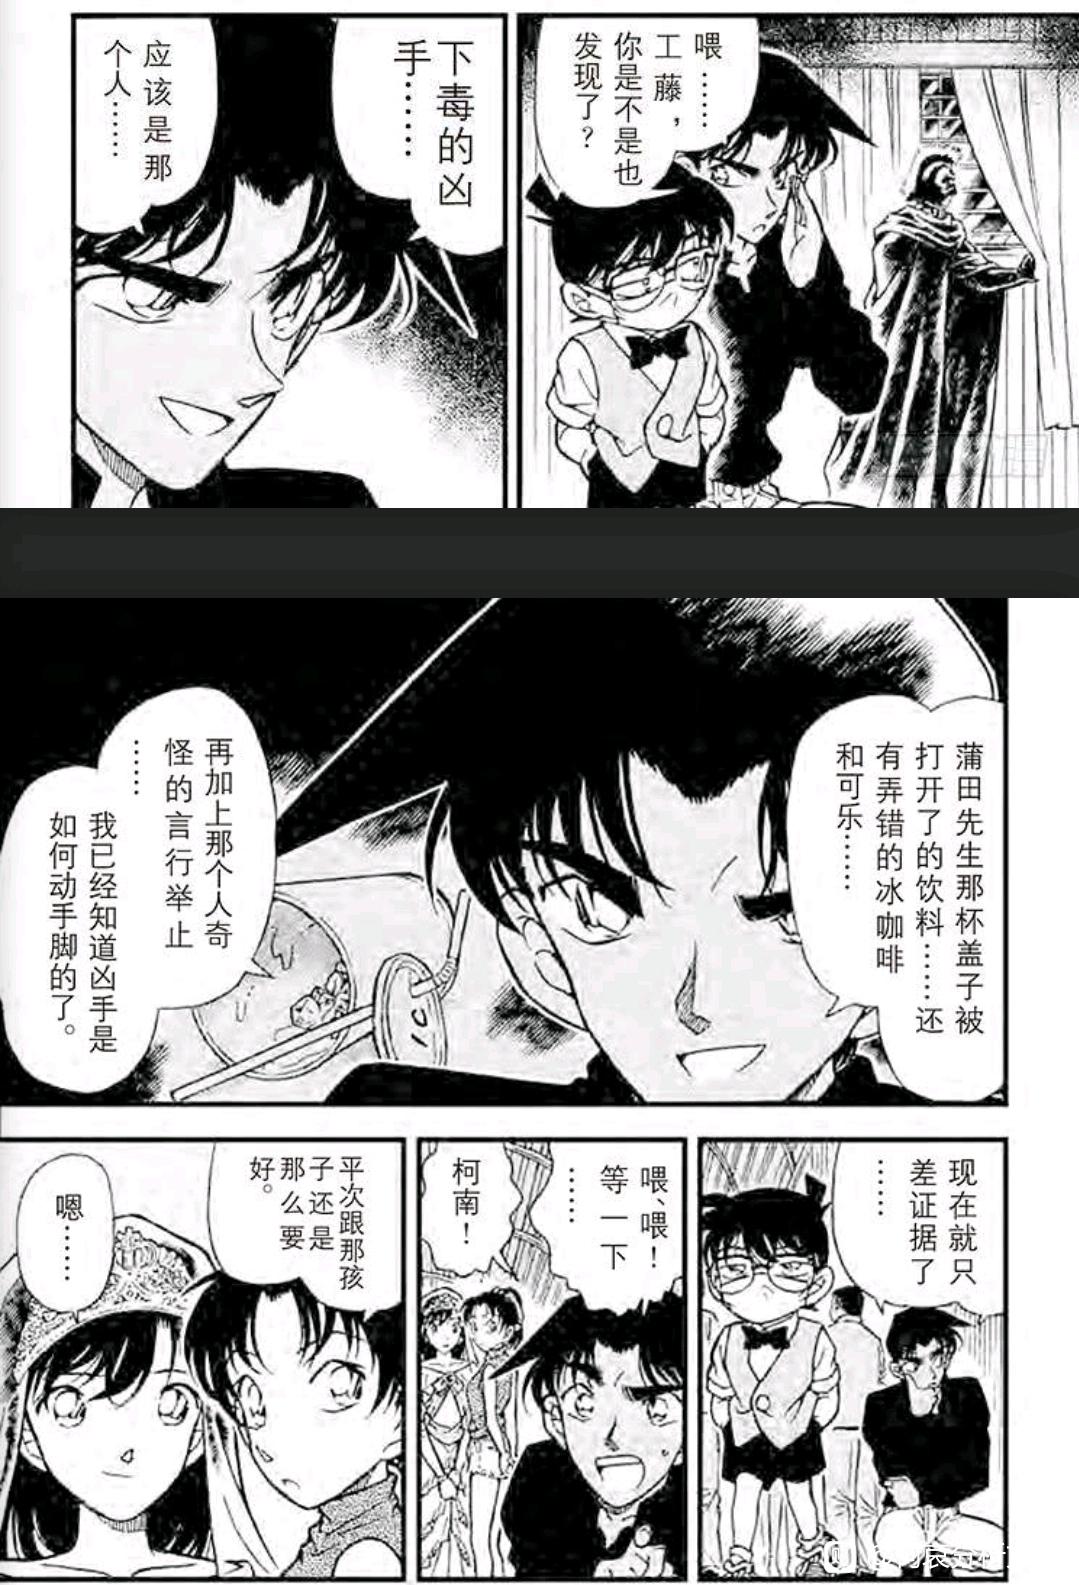 喂……
工藤，
你是不是也
发现了？
下毒的凶
手……
应该是那
个人……
蒲田先生那杯盖子被
打开了的饮料……还
有弄错的冰咖啡
和可乐……
再加上那个人奇
怪的言行举止
……
我已经知道凶手是
如何动手脚的了。
现在就只
差证据了
……
喂、喂！
等一下
……
柯南！
平次跟那孩
子还是
那么要
好。
嗯……